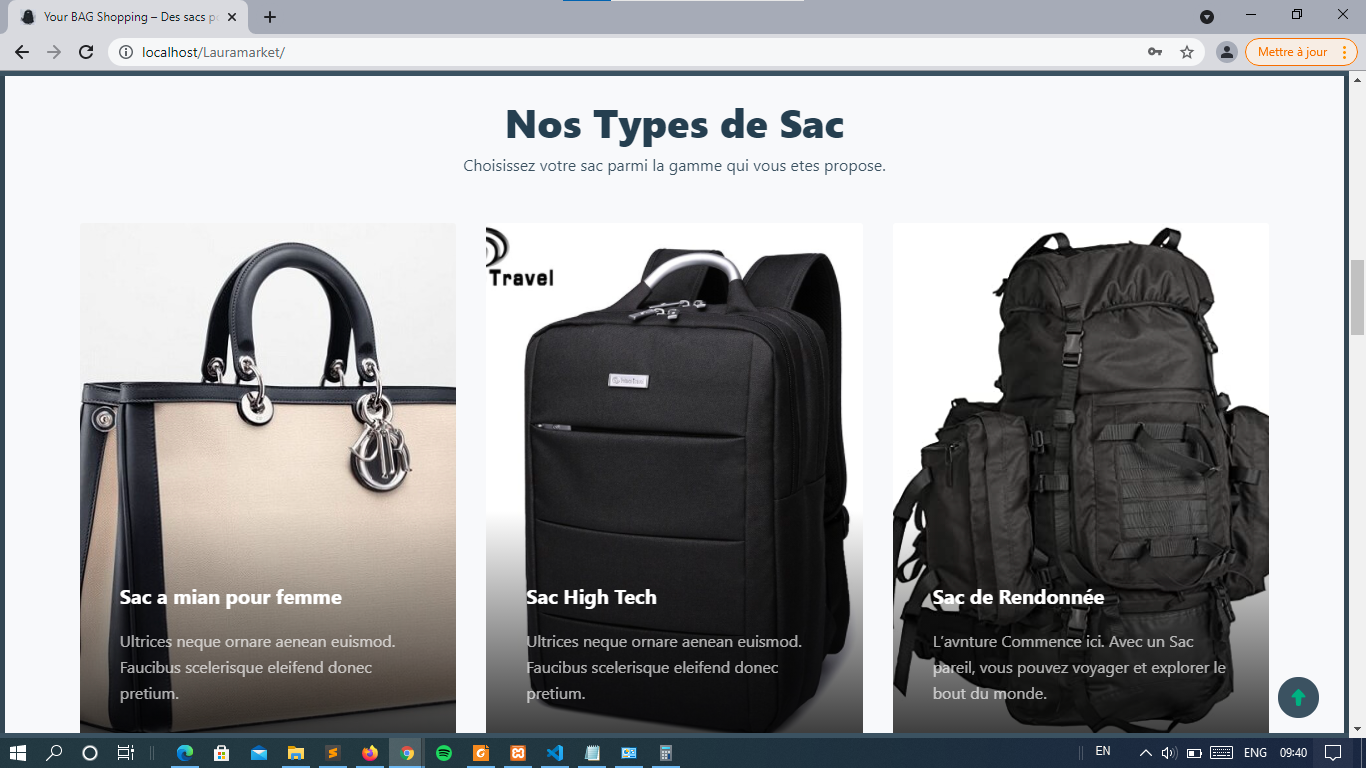 Your BAG Shopping – Des sacs p
localhost/Lauramarket/
Mettre à jour
Nos Types de Sac
Choisissez votre sac parmi la gamme qui vous etes propose.
Travel
Sac a mian pour femme
Ultrices neque ornare aenean euismod.
Faucibus scelerisque eleifend donec
pretium.
Sac High Tech
Ultrices neque ornare aenean euismod.
Faucibus scelerisque eleifend donec
pretium.
Sac de Rendonnée
L’avnture Commence ici. Avec un Sac
pareil, vous pouvez voyager et explorer le
bout du monde.
EN
ENG
09:40